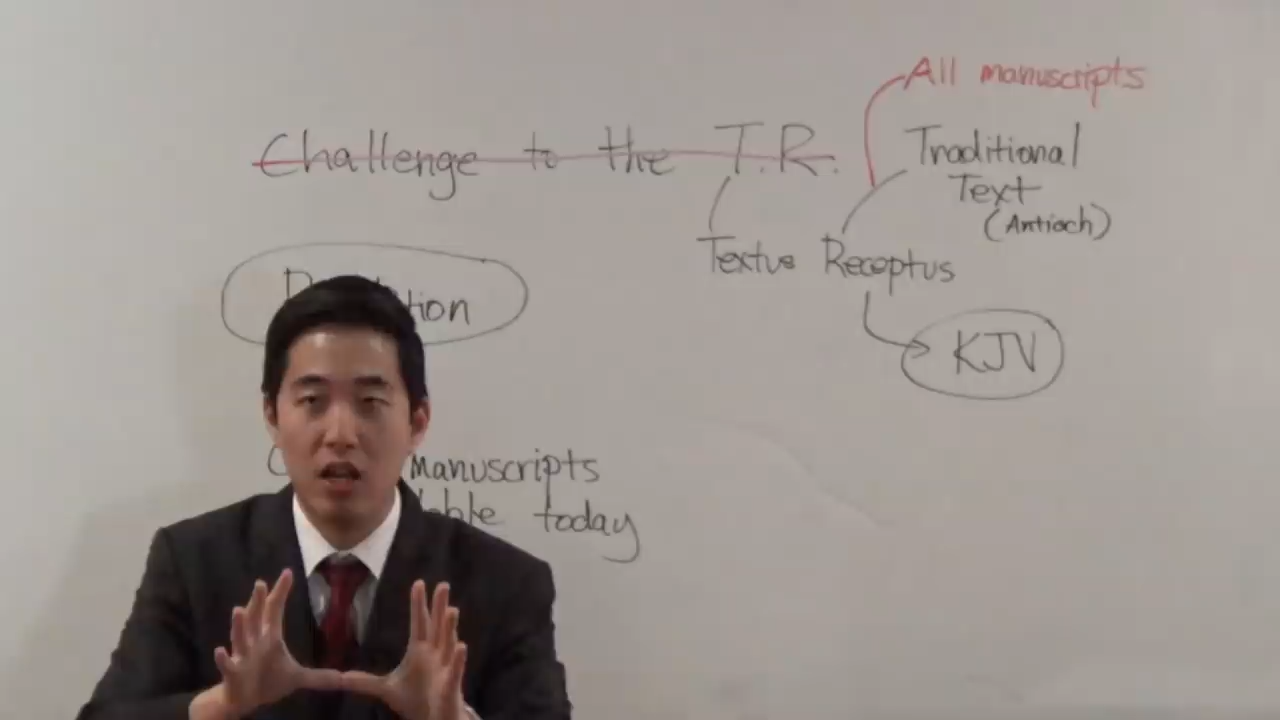 All manuscripts
Challenge to the T.R.
Traditional
Text
(Antioch)
Textus Receptus
KJV
manuscripts
today